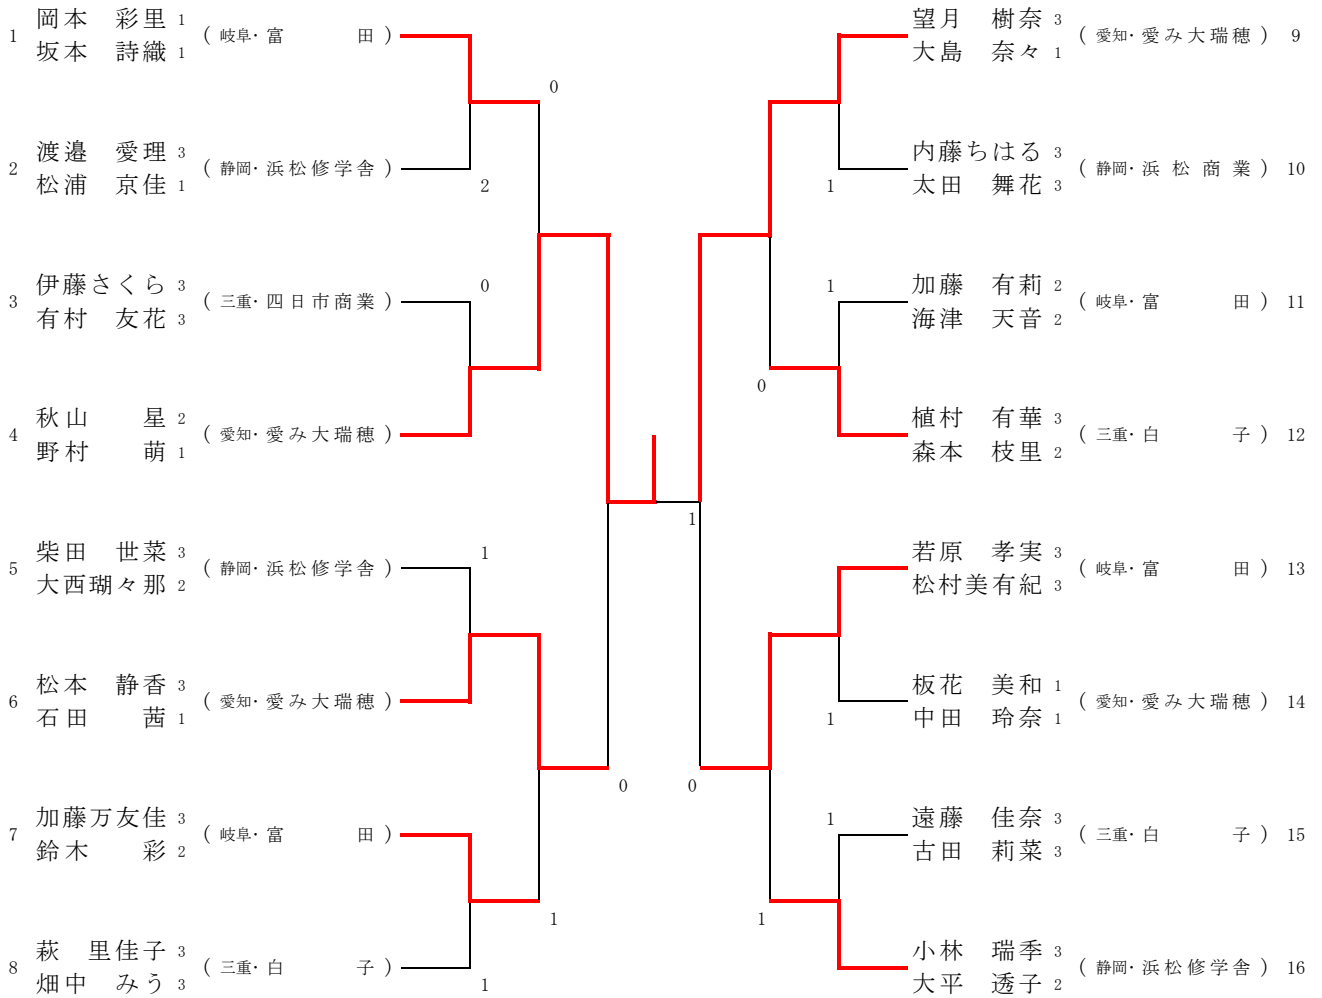 1 岡本　彩里 1 ( 岐阜・富　　田 )
坂本　詩織 1
0
2 渡邉　愛理 3 ( 静岡・浜松修学舎 )
松浦　京佳 1
2
3 伊藤さくら 3 ( 三重・四日市商業 )
有村　友花 3
0
4 秋山　　星 2 ( 愛知・愛み大瑞穂 )
野村　　萌 1
5 柴田　世菜 3 ( 静岡・浜松修学舎 )
大西瑚々那 2
1
6 松本　静香 3 ( 愛知・愛み大瑞穂 )
石田　　茜 1
0
7 加藤万友佳 3 ( 岐阜・富　　田 )
鈴木　　彩 2
1
8 萩　里佳子 3 ( 三重・白　　子 )
畑中　みう 3
1
1
望月　樹奈 3 ( 愛知・愛み大瑞穂 ) 9
大島　奈々 1
内藤ちはる 3 ( 静岡・浜松商業 ) 10
太田　舞花 3
1
加藤　有莉 2 ( 岐阜・富　　田 ) 11
海津　天音 2
1
0
植村　有華 3 ( 三重・白　　子 ) 12
森本　枝里 2
若原　孝実 3 ( 岐阜・富　　田 ) 13
松村美有紀 3
板花　美和 1 ( 愛知・愛み大瑞穂 ) 14
中田　玲奈 1
1
0
遠藤　佳奈 3 ( 三重・白　　子 ) 15
古田　莉菜 3
1
1
小林　瑞季 3 ( 静岡・浜松修学舎 ) 16
大平　透子 2